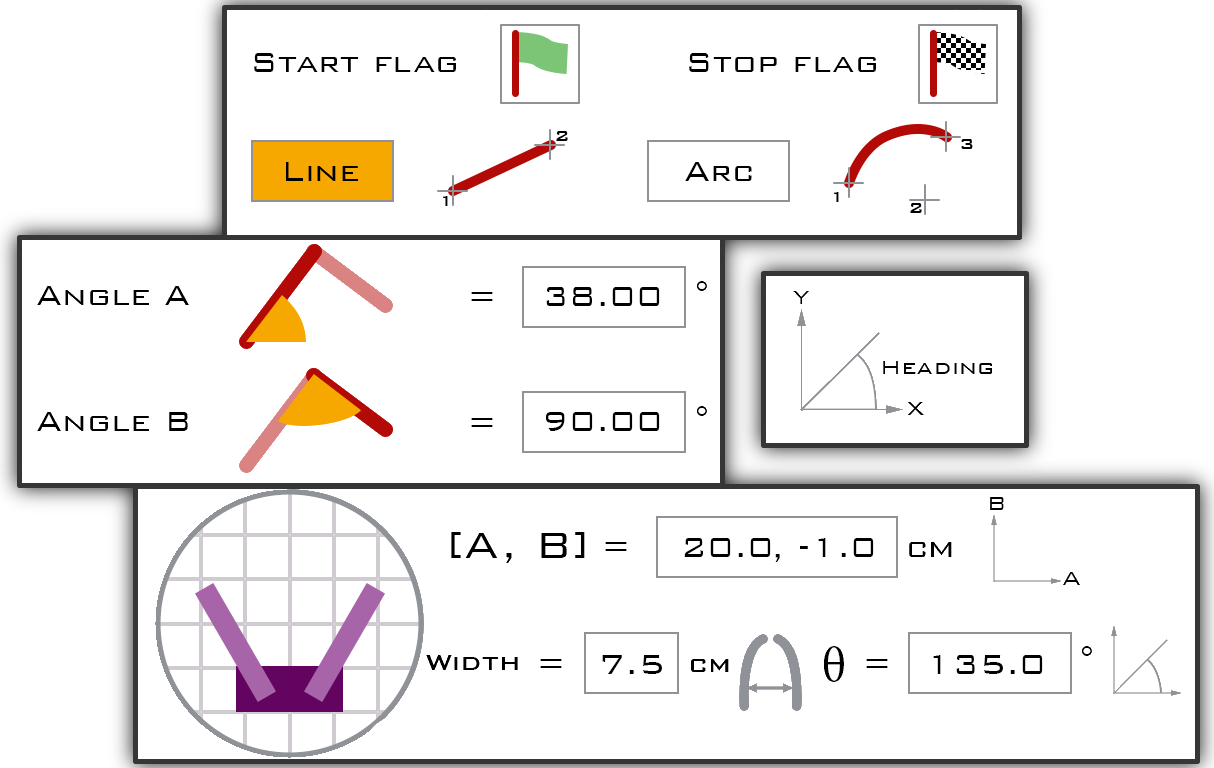 START FLAG
STOP FLAG
LINE
1
2
ARC
1
2
3
ANGLE A = 38.00 °
ANGLE B = 90.00 °
Y
HEADING
X
[A, B] = 20.0, -1.0 CM
B
A
WIDTH = 7.5 CM
θ = 135.0 °